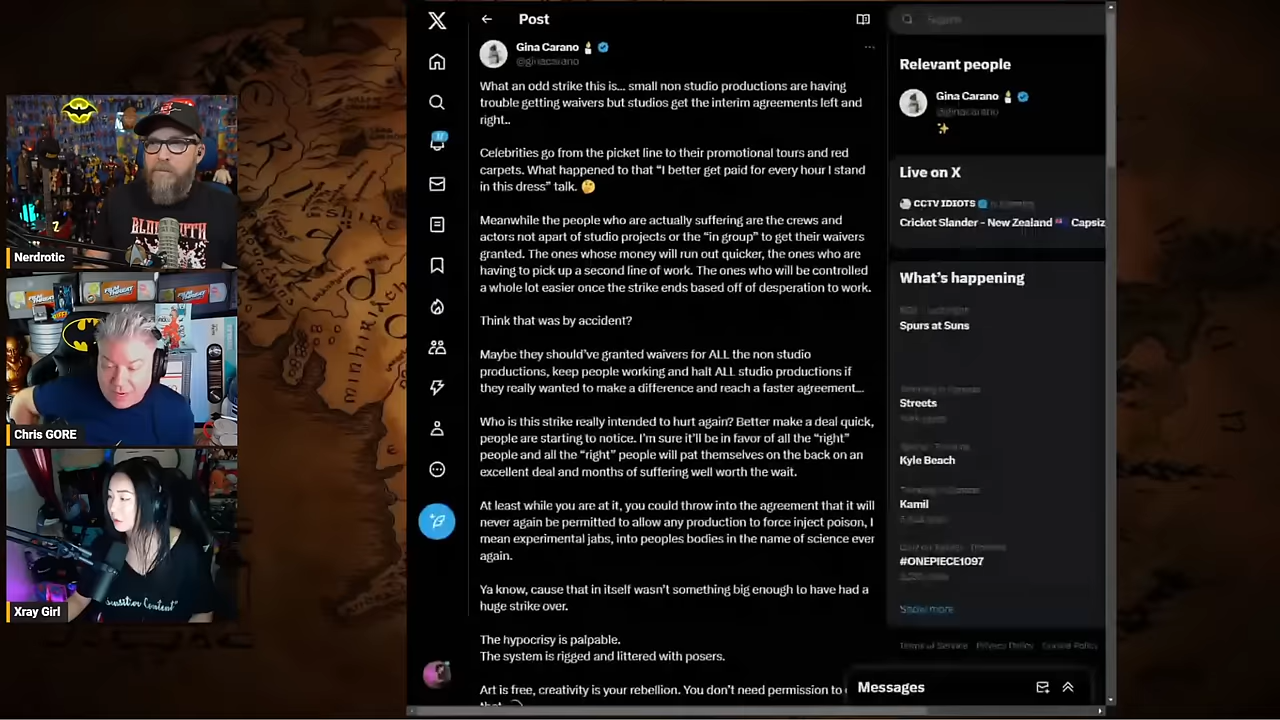 Post
Gina Carano
@ginacarano
What an odd strike this is... small non studio productions are having
trouble getting waivers but studios get the interim agreements left and
right..
Celebrities go from the picket line to their promotional tours and red
carpets. What happened to that “I better get paid for every hour I stand
in this dress” talk. 🤔
Meanwhile the people who are actually suffering are the crews and
actors not apart of studio projects or the “in group” to get their waivers
granted. The ones whose money will run out quicker, the ones who are
having to pick up a second line of work. The ones who will be controlled
a whole lot easier once the strike ends based off of desperation to work.
Think that was by accident?
Maybe they should’ve granted waivers for ALL the non studio
productions, keep people working and halt ALL studio productions if
they really wanted to make a difference and reach a faster agreement...
Who is this strike really intended to hurt again? Better make a deal quick,
people are starting to notice. I’m sure it’ll be in favor of all the “right”
people and all the “right” people will pat themselves on the back on an
excellent deal and months of suffering well worth the wait.
At least while you are at it, you could throw into the agreement that it will
never again be permitted to allow any production to force inject poison, I
mean experimental jabs, into peoples bodies in the name of science ever
again.
Ya know, cause that in itself wasn’t something big enough to have had a
huge strike over.
The hypocrisy is palpable.
The system is rigged and littered with posers.
Art is free, creativity is your rebellion. You don’t need permission to
that.
Search
Relevant people
Gina Carano
@ginacarano
Live on X
CCTV IDIOTS
Cricket Slander - New Zealand 🇳🇿 Capsiz
What’s happening
Spurs at Suns
Streets
Kyle Beach
Kamil
#ONEPIECE1097
Show more
Terms of Service Privacy Policy Cookie Policy
Messages
Nerdrotic
Chris GORE
Xray Girl